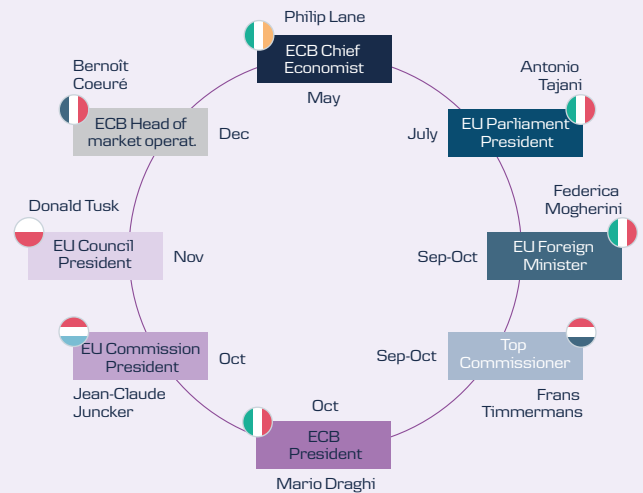 Philip Lane
ECB Chief
Economist
May
Antonio
Tajani
EU Parliament
President
July
Federica
Mogherini
EU Foreign
Minister
Sep-Oct
Top
Commissioner
Sep-Oct
Frans
Timmermans
Oct
ECB
President
Mario Draghi
EU Commission
President
Oct
Jean-Claude
Juncker
Donald Tusk
EU Council
President
Nov
Benoît
Coeuré
ECB Head of
market operat.
Dec